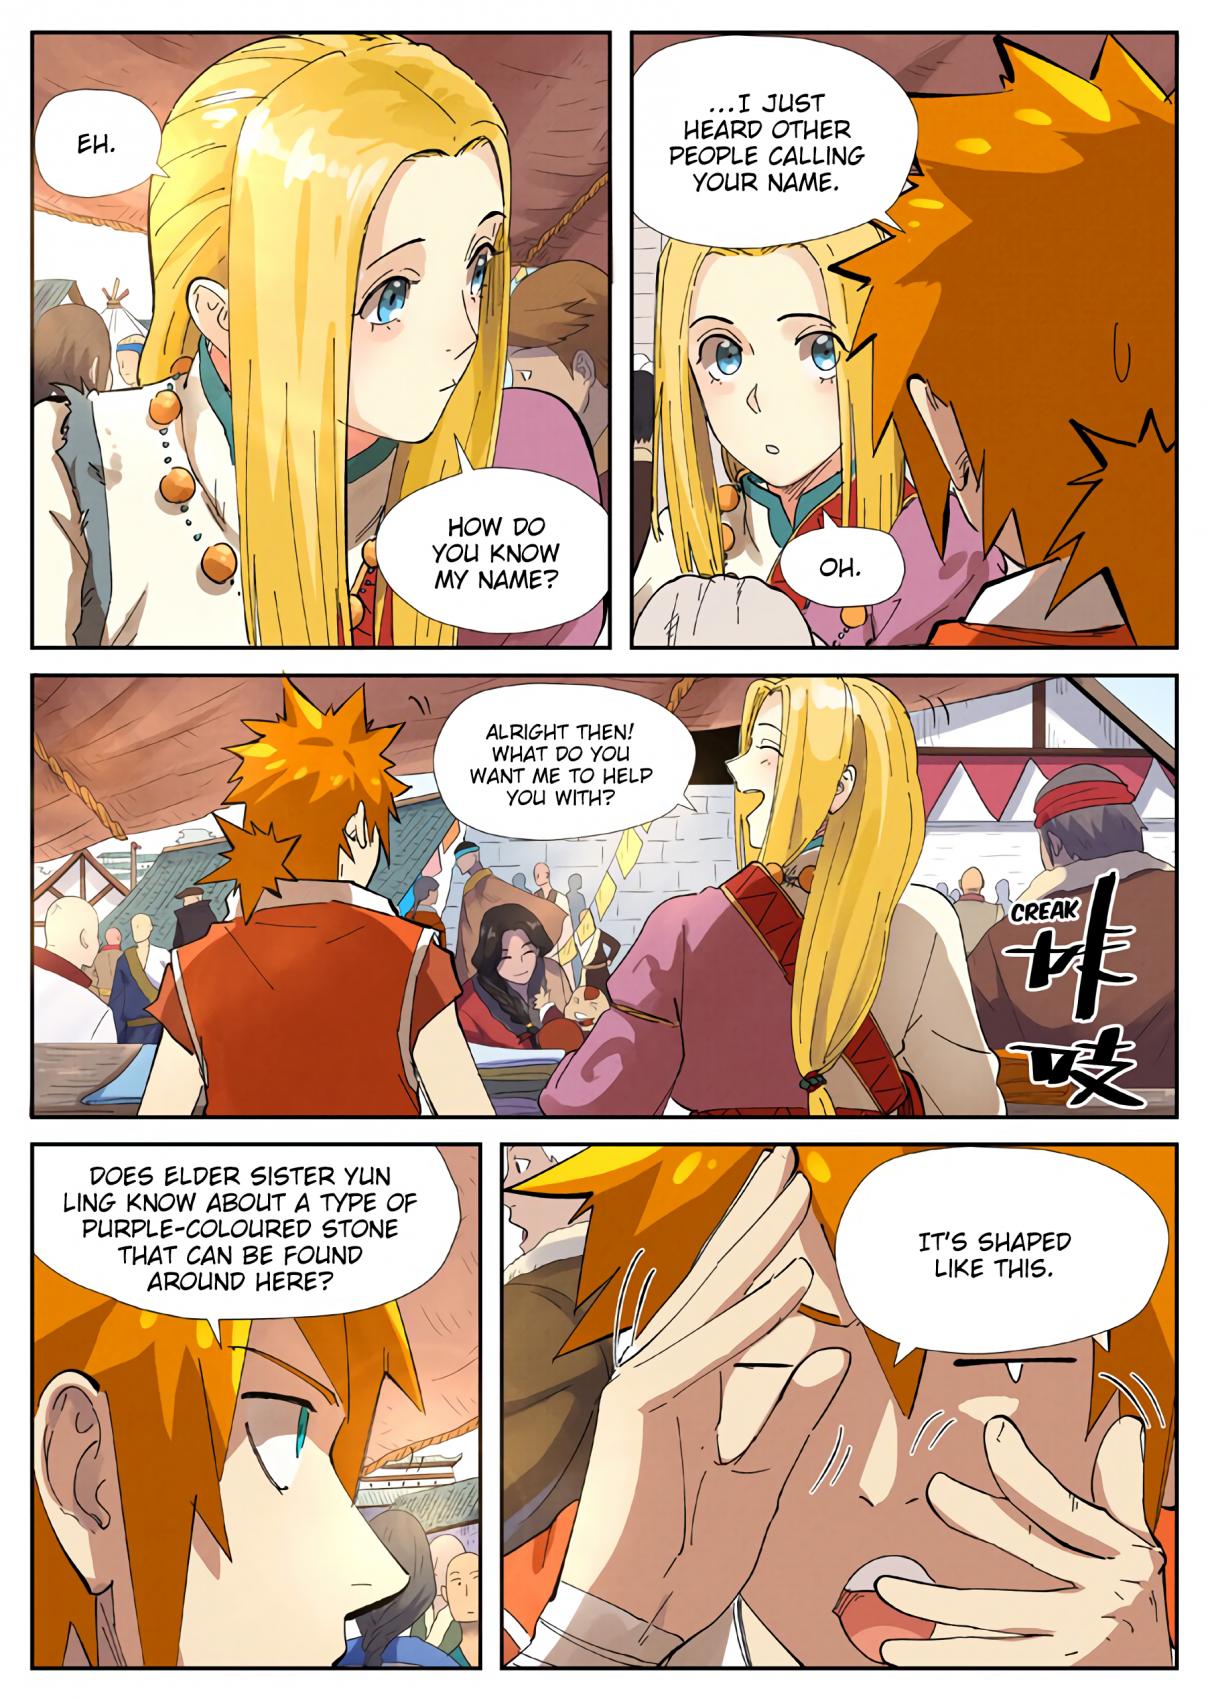 EH.
HOW DO
YOU KNOW
MY NAME?
...I JUST
HEARD OTHER
PEOPLE CALLING
YOUR NAME.
OH.
ALRIGHT THEN!
WHAT DO YOU
WANT ME TO HELP
YOU WITH?
CREAK
咔
吱
DOES ELDER SISTER YUN
LING KNOW ABOUT A TYPE OF
PURPLE-COLOURED STONE
THAT CAN BE FOUND
AROUND HERE?
IT'S SHAPED
LIKE THIS.